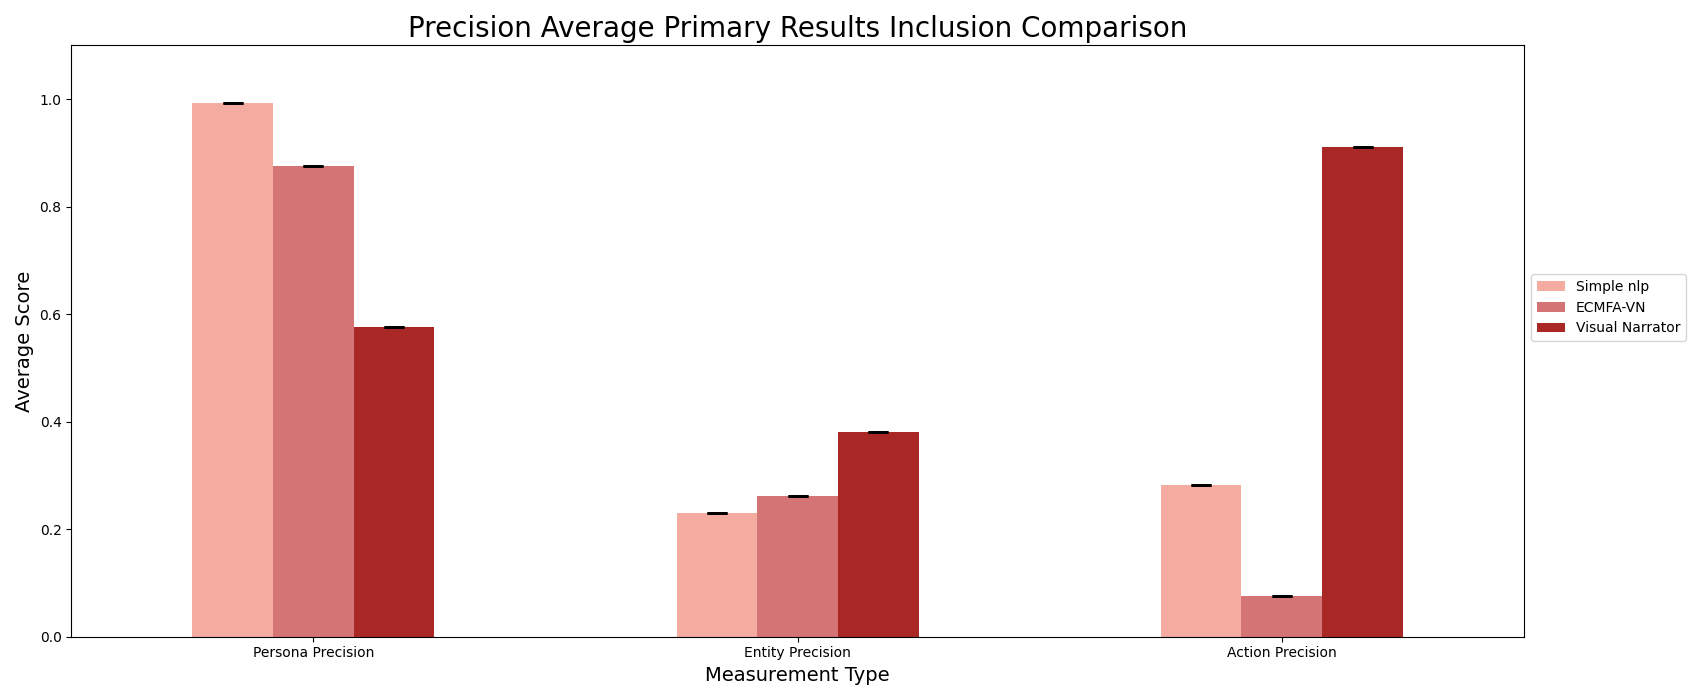 Precision Average Primary Results Inclusion Comparison
Average Score
1.0
0.8
0.6
0.4
0.2
0.0
Persona Precision
Entity Precision
Action Precision
Measurement Type
Simple nlp
ECMFA-VN
Visual Narrator